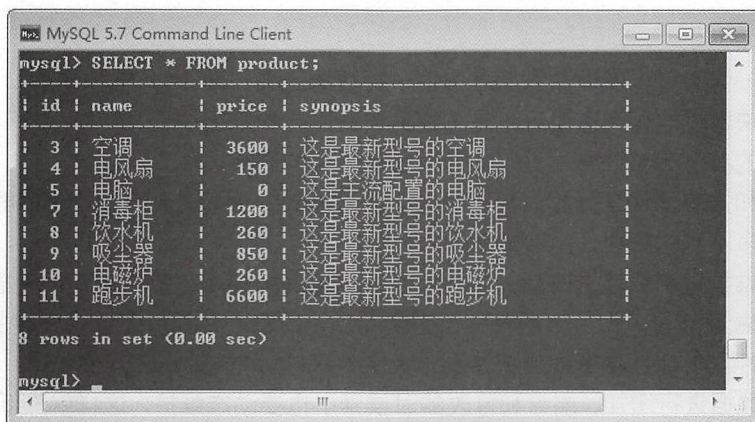 MySQL 5.7 Command Line Client
mysql> SELECT * FROM product;
id | name | price | synopsis
3 | 空调 | 3600 | 这是最新型号的空调
4 | 电风扇 | 150 | 这是最新型号的电风扇
5 | 电脑 | 0 | 这是主流配置的电脑
7 | 消毒柜 | 1200 | 这是最新型号的消毒柜
8 | 饮水机 | 260 | 这是最新型号的饮水机
9 | 吸尘器 | 850 | 这是最新型号的吸尘器
10 | 电磁炉 | 260 | 这是最新型号的电磁炉
11 | 跑步机 | 6600 | 这是最新型号的跑步机
8 rows in set (0.00 sec)
mysql> _